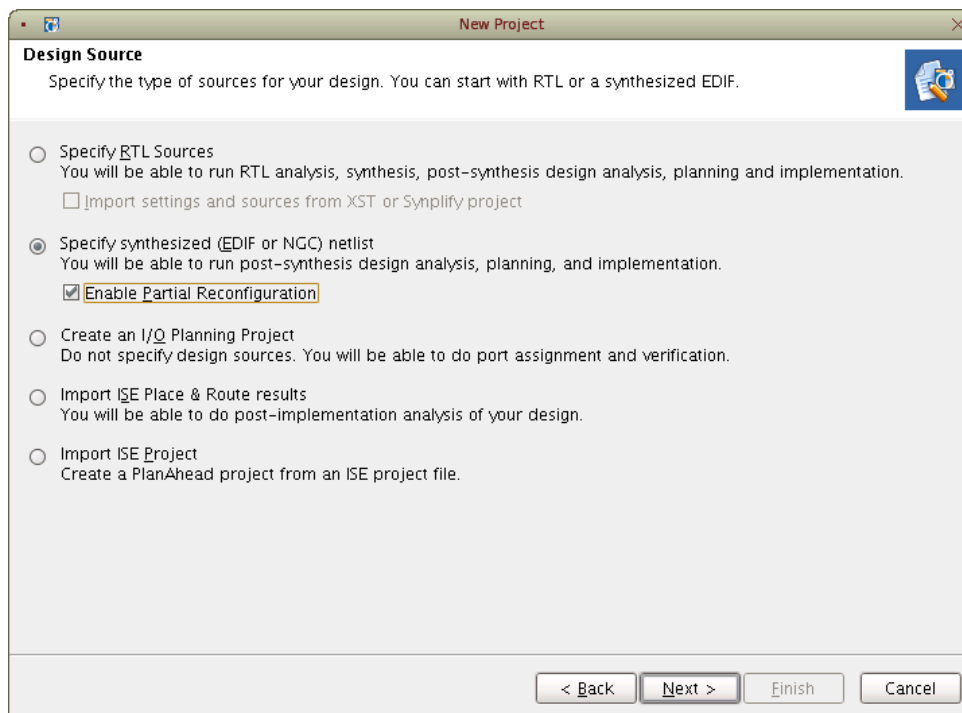 New Project
Design Source
Specify the type of sources for your design. You can start with RTL or a synthesized EDIF.
Specify RTL Sources
You will be able to run RTL analysis, synthesis, post-synthesis design analysis, planning and implementation.
Import settings and sources from XST or Synplify project
Specify synthesized (EDIF or NGC) netlist
You will be able to run post-synthesis design analysis, planning, and implementation.
Enable Partial Reconfiguration
Create an I/O Planning Project
Do not specify design sources. You will be able to do port assignment and verification.
Import ISE Place & Route results
You will be able to do post-implementation analysis of your design.
Import ISE Project
Create a PlanAhead project from an ISE project file.
< Back Next > Finish Cancel